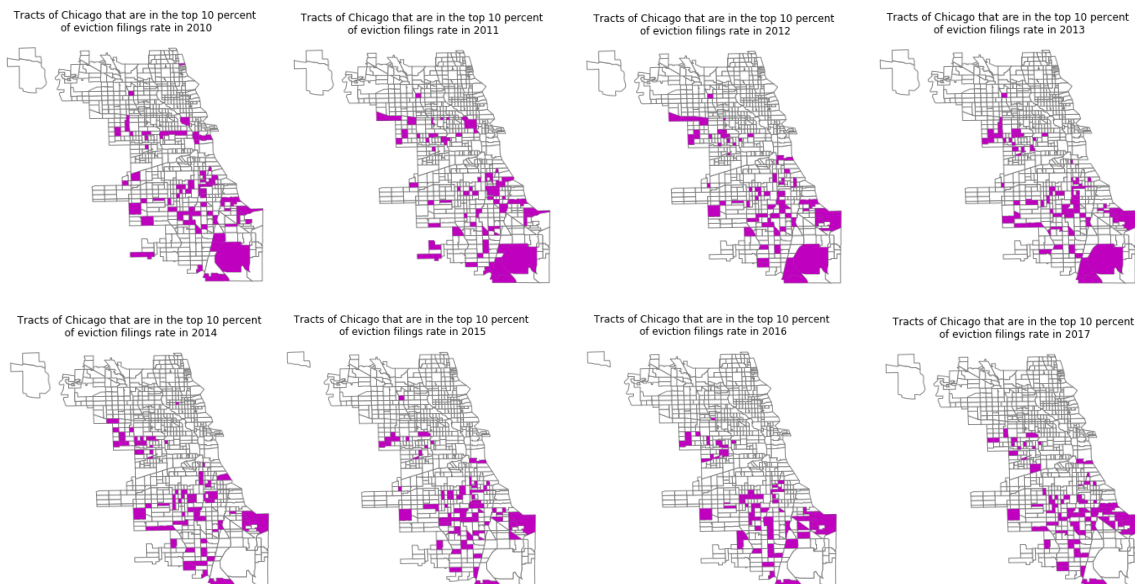 Tracts of Chicago that are in the top 10 percent
of eviction filings rate in 2010
Tracts of Chicago that are in the top 10 percent
of eviction filings rate in 2011
Tracts of Chicago that are in the top 10 percent
of eviction filings rate in 2012
Tracts of Chicago that are in the top 10 percent
of eviction filings rate in 2013
Tracts of Chicago that are in the top 10 percent
of eviction filings rate in 2014
Tracts of Chicago that are in the top 10 percent
of eviction filings rate in 2015
Tracts of Chicago that are in the top 10 percent
of eviction filings rate in 2016
Tracts of Chicago that are in the top 10 percent
of eviction filings rate in 2017